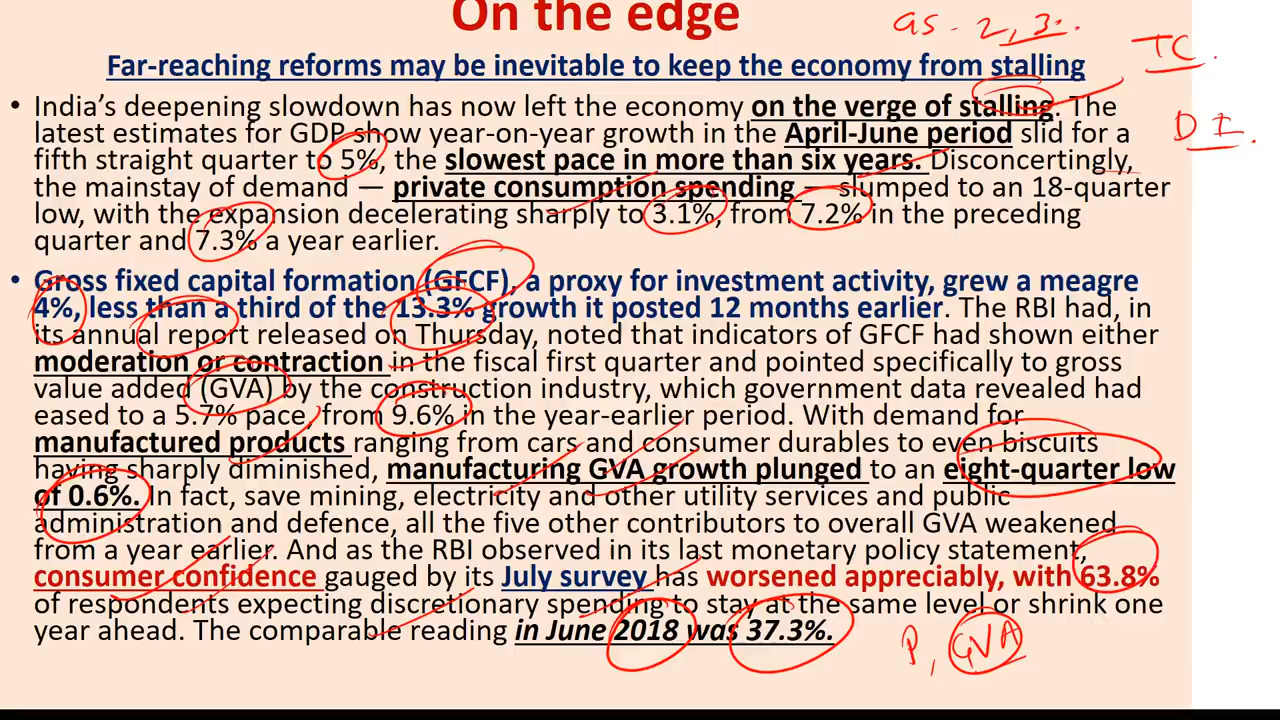 On the edge
GS - 2, 3.
TC.
Far-reaching reforms may be inevitable to keep the economy from stalling
• India's deepening slowdown has now left the economy on the verge of stalling. The
D I.
latest estimates for GDP show year-on-year growth in the April-June period slid for a
fifth straight quarter to 5%, the slowest pace in more than six years. Disconcertingly,
the mainstay of demand — private consumption spending — slumped to an 18-quarter
low, with the expansion decelerating sharply to 3.1%, from 7.2% in the preceding
quarter and 7.3% a year earlier.
• Gross fixed capital formation (GFCF), a proxy for investment activity, grew a meagre
4%, less than a third of the 13.3% growth it posted 12 months earlier. The RBI had, in
its annual report released on Thursday, noted that indicators of GFCF had shown either
moderation or contraction in the fiscal first quarter and pointed specifically to gross
value added (GVA) by the construction industry, which government data revealed had
eased to a 5.7% pace, from 9.6% in the year-earlier period. With demand for
manufactured products ranging from cars and consumer durables to even biscuits
having sharply diminished, manufacturing GVA growth plunged to an eight-quarter low
of 0.6%. In fact, save mining, electricity and other utility services and public
administration and defence, all the five other contributors to overall GVA weakened
from a year earlier. And as the RBI observed in its last monetary policy statement,
consumer confidence gauged by its July survey has worsened appreciably, with 63.8%
of respondents expecting discretionary spending to stay at the same level or shrink one
year ahead. The comparable reading in June 2018 was 37.3%.
P, GVA